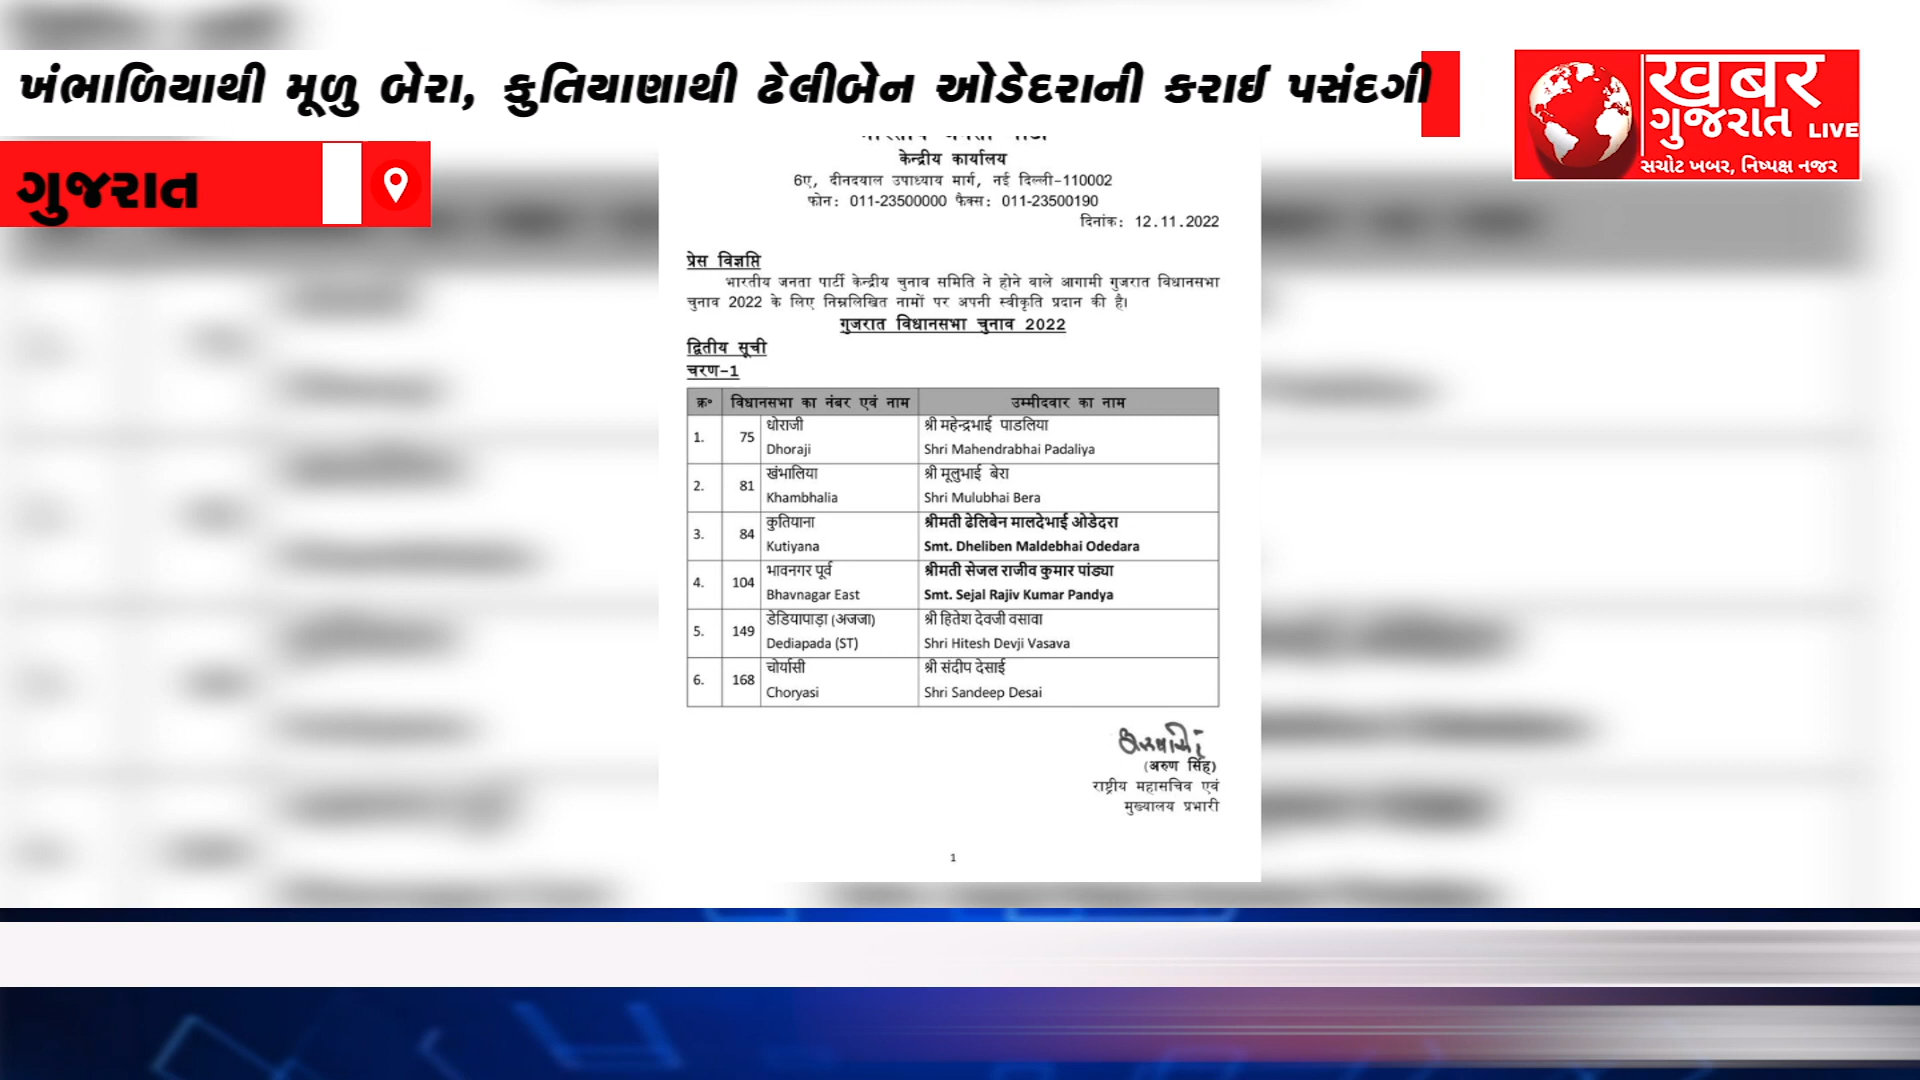 ખંભાળિયાથી મૂળુ બેરા, કુતિયાણાથી ઢેલીબેન ઓડેદરાની કરાઈ પસંદગી
ખબર
ગુજરાત LIVE
સચોટ ખબર, નિષ્પક્ષ નજર
ગુજરાત
केन्द्रीय कार्यालय
6ए, दीनदयाल उपाध्याय मार्ग, नई दिल्ली-110002
फोन: 011-23500000 फैक्स: 011-23500190
दिनांक: 12.11.2022
प्रेस विज्ञप्ति
भारतीय जनता पार्टी केन्द्रीय चुनाव समिति ने होने वाले आगामी गुजरात विधानसभा
चुनाव 2022 के लिए निम्नलिखित नामों पर अपनी स्वीकृति प्रदान की है।
गुजरात विधानसभा चुनाव 2022
द्वितीय सूची
चरण-1
क्र० विधानसभा का नंबर एवं नाम उम्मीदवार का नाम
1. 75 धोराजी श्री महेन्द्रभाई पाडलिया
Dhoraji Shri Mahendrabhai Padaliya
2. 81 खंभालिया श्री मूलुभाई बेरा
Khambhalia Shri Mulubhai Bera
3. 84 कुतियाना श्रीमती ढेलिबेन मालदेभाई ओडेदरा
Kutiyana Smt. Dheliben Maldebhai Odedara
4. 104 भावनगर पूर्व श्रीमती सेजल राजीव कुमार पांड्या
Bhavnagar East Smt. Sejal Rajiv Kumar Pandya
5. 149 डेडियापाड़ा (अजजा) श्री हितेश देवजी वसावा
Dediapada (ST) Shri Hitesh Devji Vasava
6. 168 चोर्यासी श्री संदीप देसाई
Choryasi Shri Sandeep Desai
(अरुण सिंह)
राष्ट्रीय महासचिव एवं
मुख्यालय प्रभारी
1